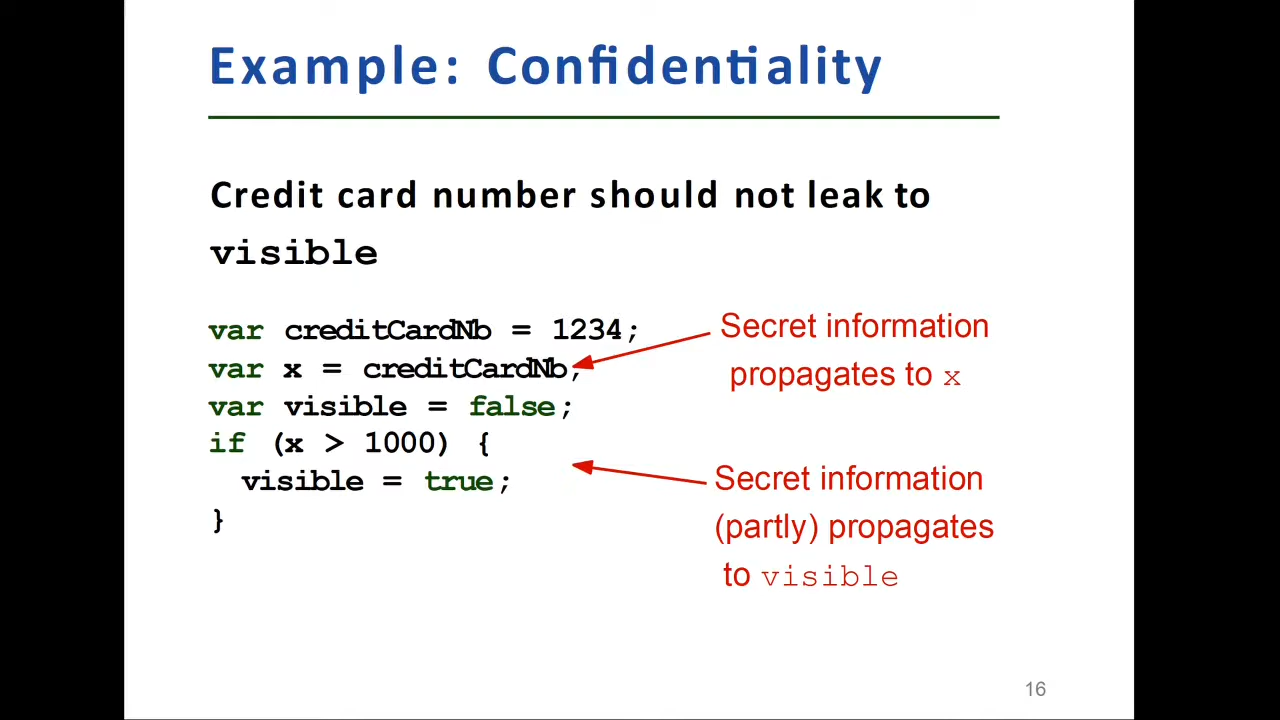 Example: Confidentiality
Credit card number should not leak to
visible
var creditCardNb = 1234;
var x = creditCardNb;
var visible = false;
if (x > 1000) {
visible = true;
}
Secret information
propagates to x
Secret information
(partly) propagates
to visible
16